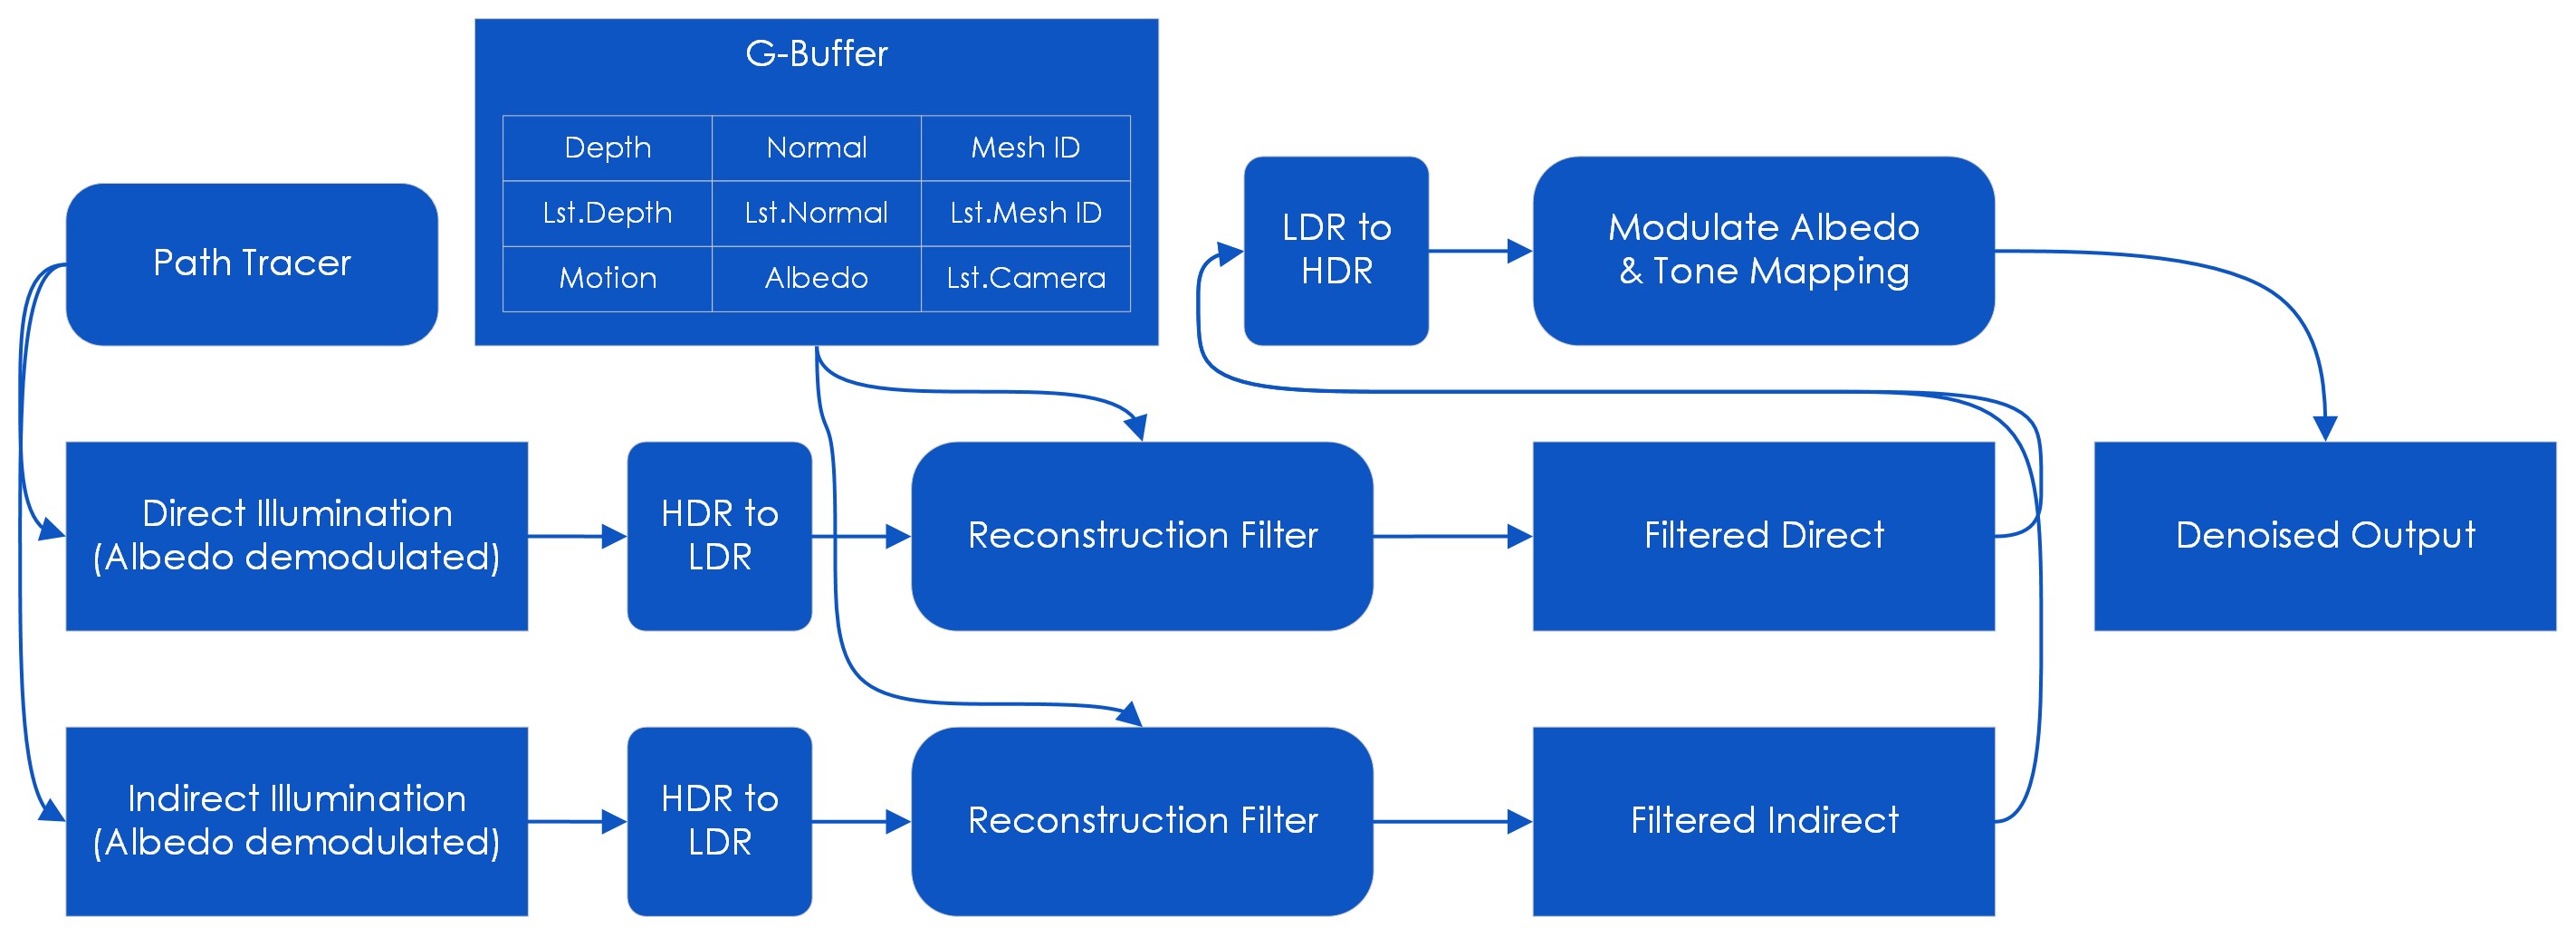 G-Buffer
Depth
Normal
Mesh ID
Lst.Depth
Lst.Normal
Lst.Mesh ID
Motion
Albedo
Lst.Camera
Path Tracer
LDR to
HDR
Modulate Albedo
& Tone Mapping
Direct Illumination
(Albedo demodulated)
HDR to
LDR
Reconstruction Filter
Filtered Direct
Denoised Output
Indirect Illumination
(Albedo demodulated)
HDR to
LDR
Reconstruction Filter
Filtered Indirect